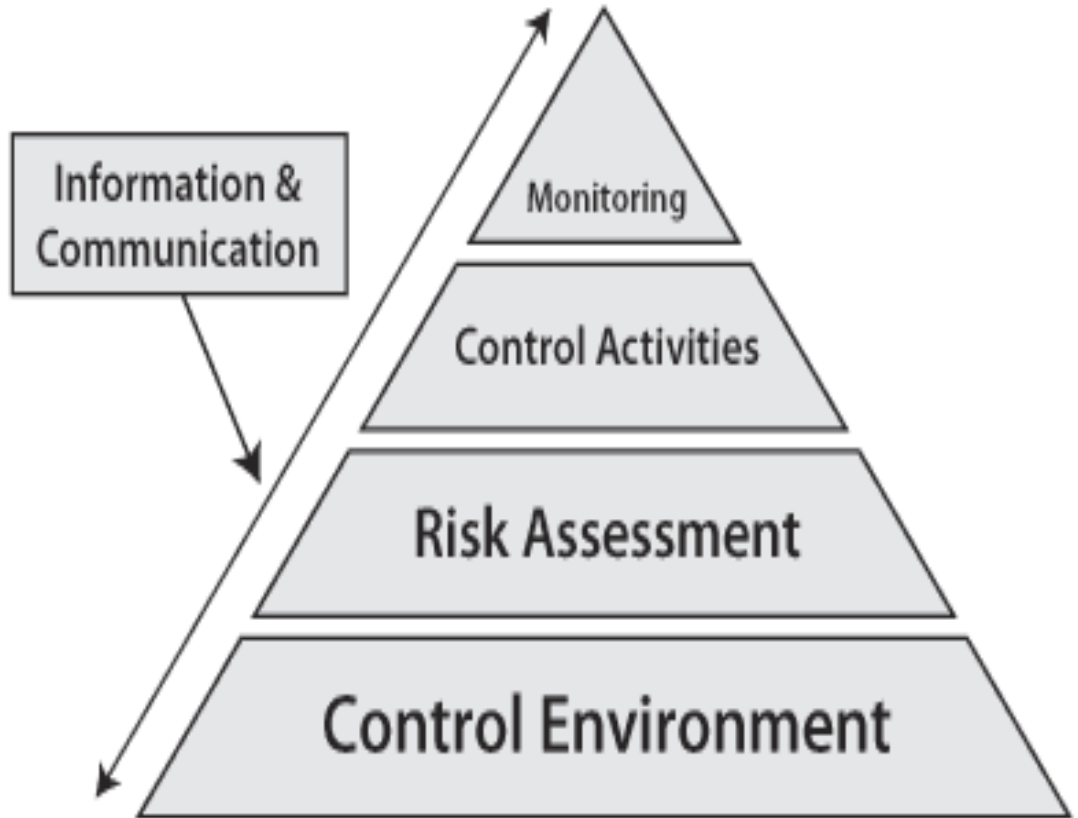 Information &
Communication
Monitoring
Control Activities
Risk Assessment
Control Environment